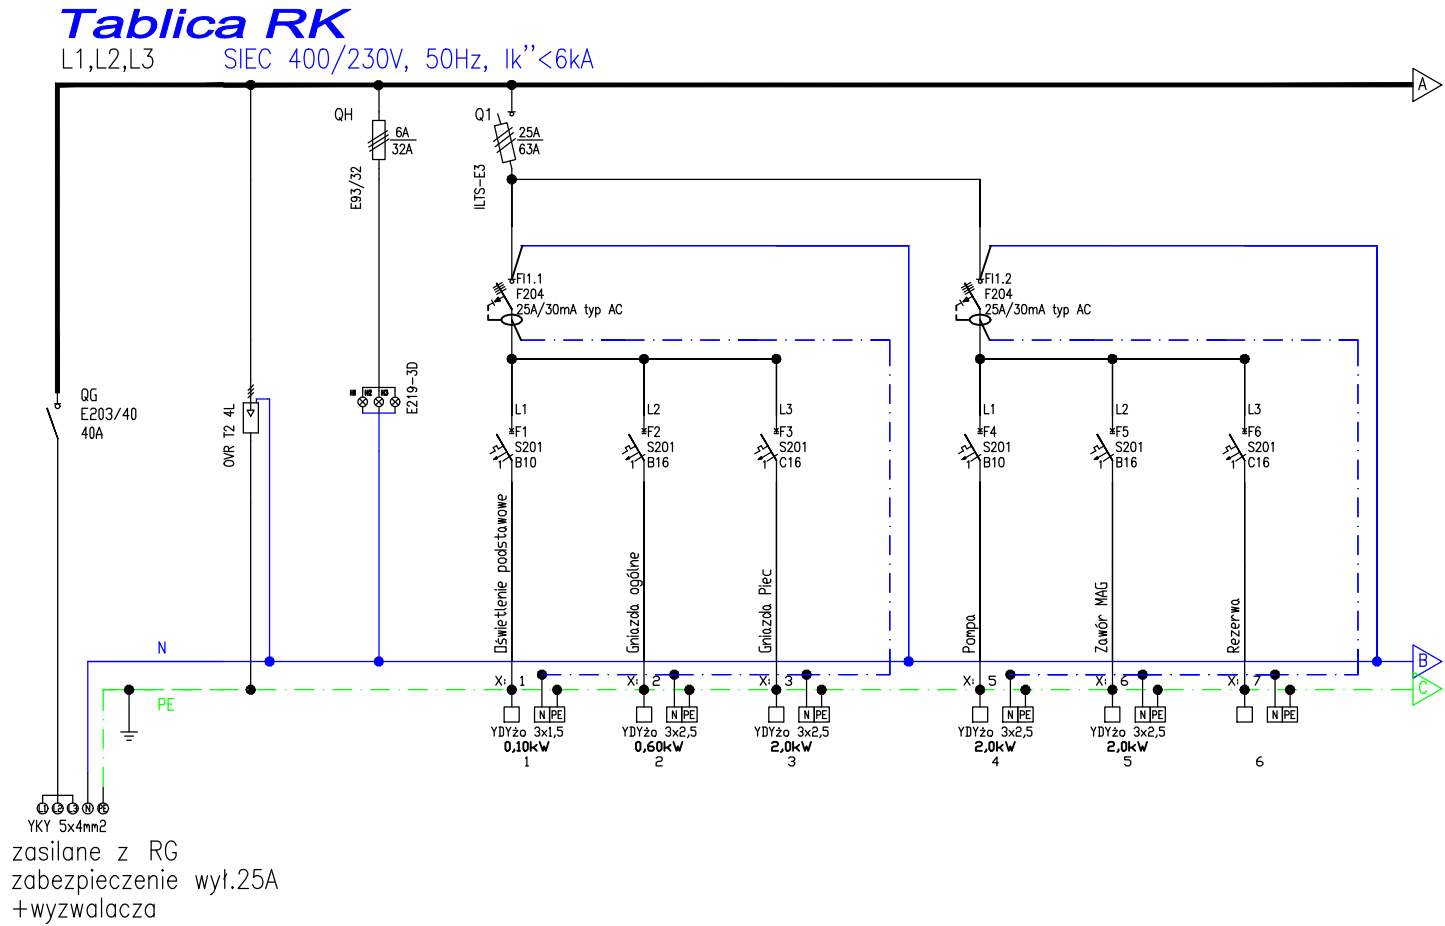 Tablica RK
L1,L2,L3 SIEC 400/230V, 50Hz, Ik''<6kA
A
QH
6A
32A
E93/32
Q1
25A
63A
ILTS-E3
FI1.1
F204
25A/30mA typ AC
FI1.2
F204
25A/30mA typ AC
QG
E203/40
40A
OVR T2 4L
H1 H2 H3
E219-3D
L1
F1
S201
B10
L2
F2
S201
B16
L3
F3
S201
C16
L1
F4
S201
B10
L2
F5
S201
B16
L3
F6
S201
C16
Oświetlenie podstawowe
Gniazda ogólne
Gniazda Piec
Pompa
Zawór MAG
Rezerwa
N
B
PE
C
X: 1
X: 2
X: 3
X: 5
X: 6
X: 7
N PE
N PE
N PE
N PE
N PE
N PE
YDYżo 3x1,5
0,10kW
1
YDYżo 3x2,5
0,60kW
2
YDYżo 3x2,5
2,0kW
3
YDYżo 3x2,5
2,0kW
4
YDYżo 3x2,5
2,0kW
5
6
L1 L2 L3 N PE
YKY 5x4mm2
zasilane z RG
zabezpieczenie wył.25A
+wyzwalacza